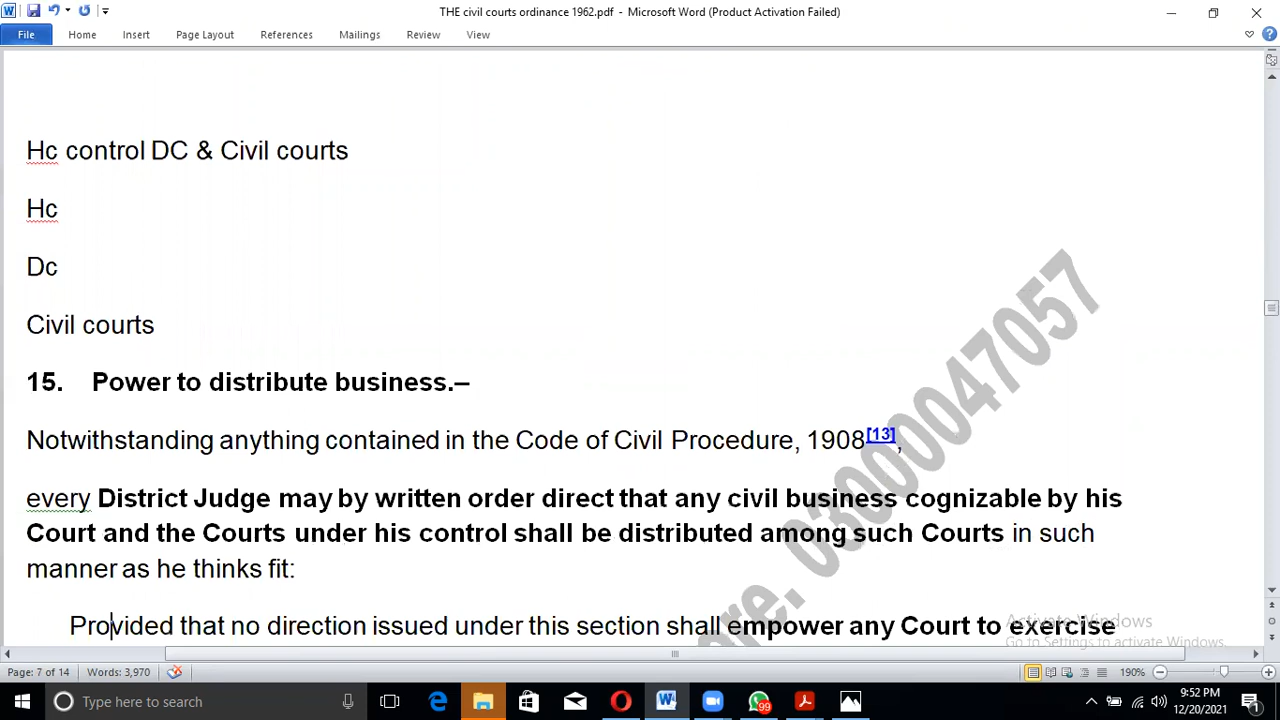 THE civil courts ordinance 1962.pdf - Microsoft Word (Product Activation Failed)
File Home Insert Page Layout References Mailings Review View
Hc control DC & Civil courts
Hc
Dc
Civil courts
15. Power to distribute business.–
Notwithstanding anything contained in the Code of Civil Procedure, 1908[13],
every District Judge may by written order direct that any civil business cognizable by his
Court and the Courts under his control shall be distributed among such Courts in such
manner as he thinks fit:
Provided that no direction issued under this section shall empower any Court to exercise
ore. 03000047057
Activate Windows
Go to Settings to activate Windows.
Page: 7 of 14 Words: 3,970 190%
Type here to search
99
9:52 PM
12/20/2021
1